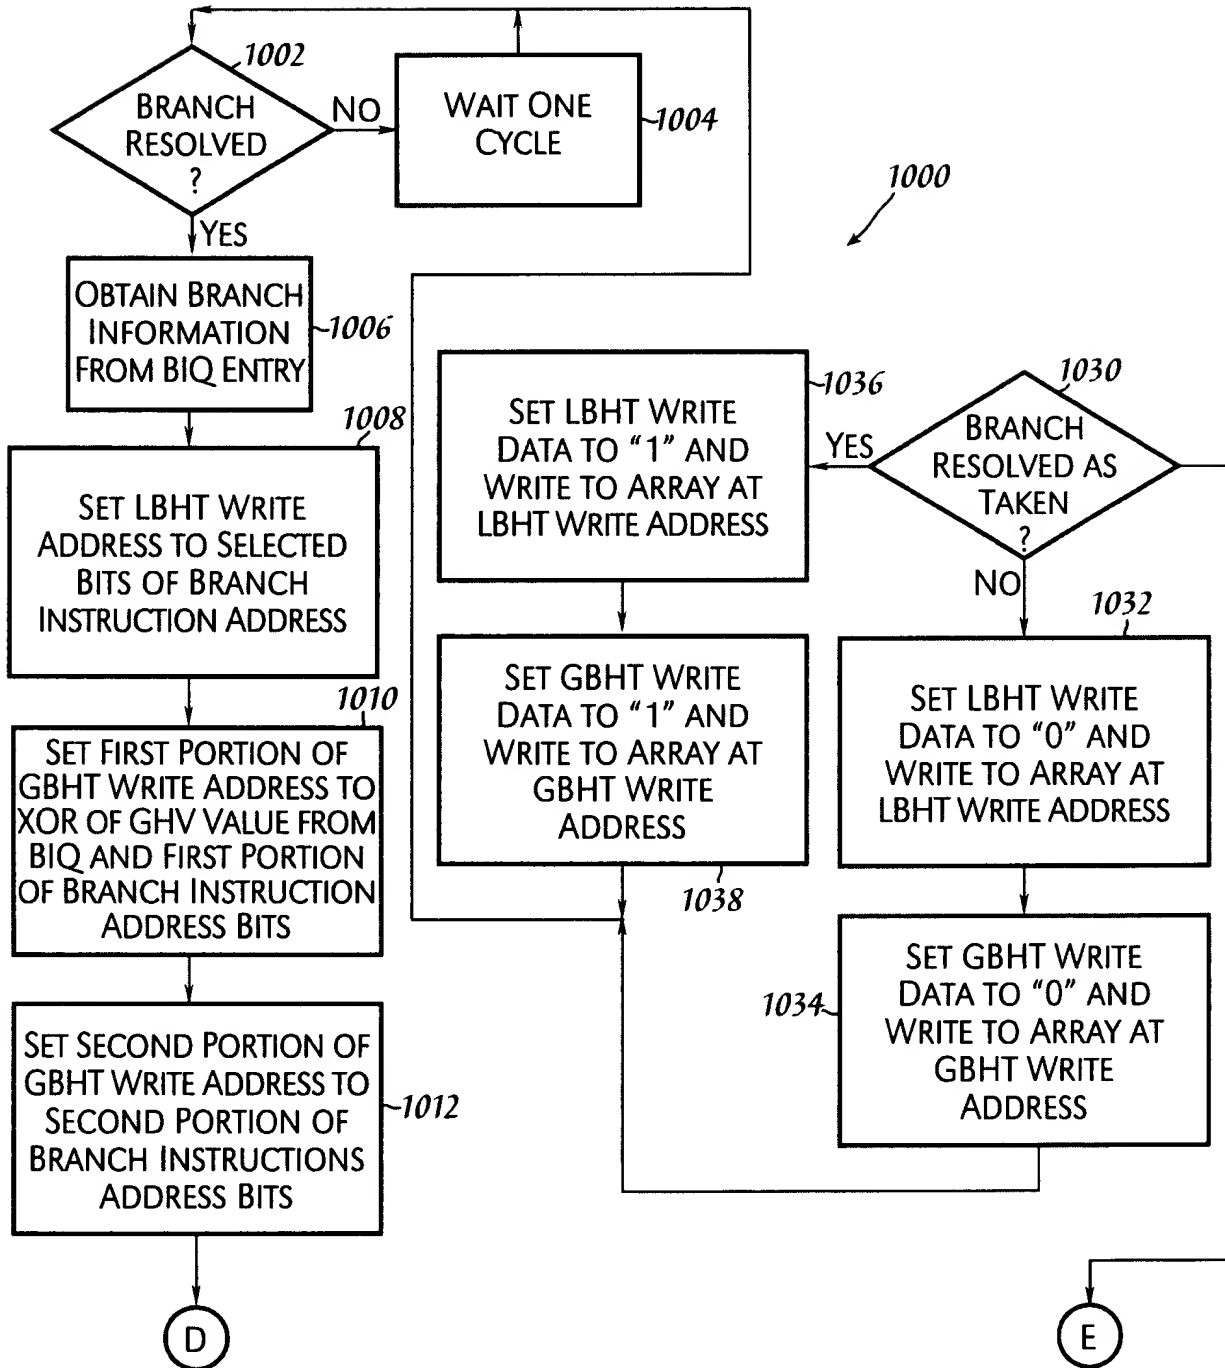 1002
BRANCH
RESOLVED
?
NO
WAIT ONE
CYCLE
1004
1000
YES
OBTAIN BRANCH
INFORMATION
FROM BIQ ENTRY
1006
1008
SET LBHT WRITE
ADDRESS TO SELECTED
BITS OF BRANCH
INSTRUCTION ADDRESS
1010
SET FIRST PORTION OF
GBHT WRITE ADDRESS TO
XOR OF GHV VALUE FROM
BIQ AND FIRST PORTION
OF BRANCH INSTRUCTION
ADDRESS BITS
SET SECOND PORTION OF
GBHT WRITE ADDRESS TO
SECOND PORTION OF
BRANCH INSTRUCTIONS
ADDRESS BITS
1012
D
1030
BRANCH
RESOLVED AS
TAKEN
?
YES
1036
SET LBHT WRITE
DATA TO "1" AND
WRITE TO ARRAY AT
LBHT WRITE ADDRESS
SET GBHT WRITE
DATA TO "1" AND
WRITE TO ARRAY AT
GBHT WRITE
ADDRESS
1038
NO
1032
SET LBHT WRITE
DATA TO "0" AND
WRITE TO ARRAY AT
LBHT WRITE ADDRESS
1034
SET GBHT WRITE
DATA TO "0" AND
WRITE TO ARRAY AT
GBHT WRITE
ADDRESS
E